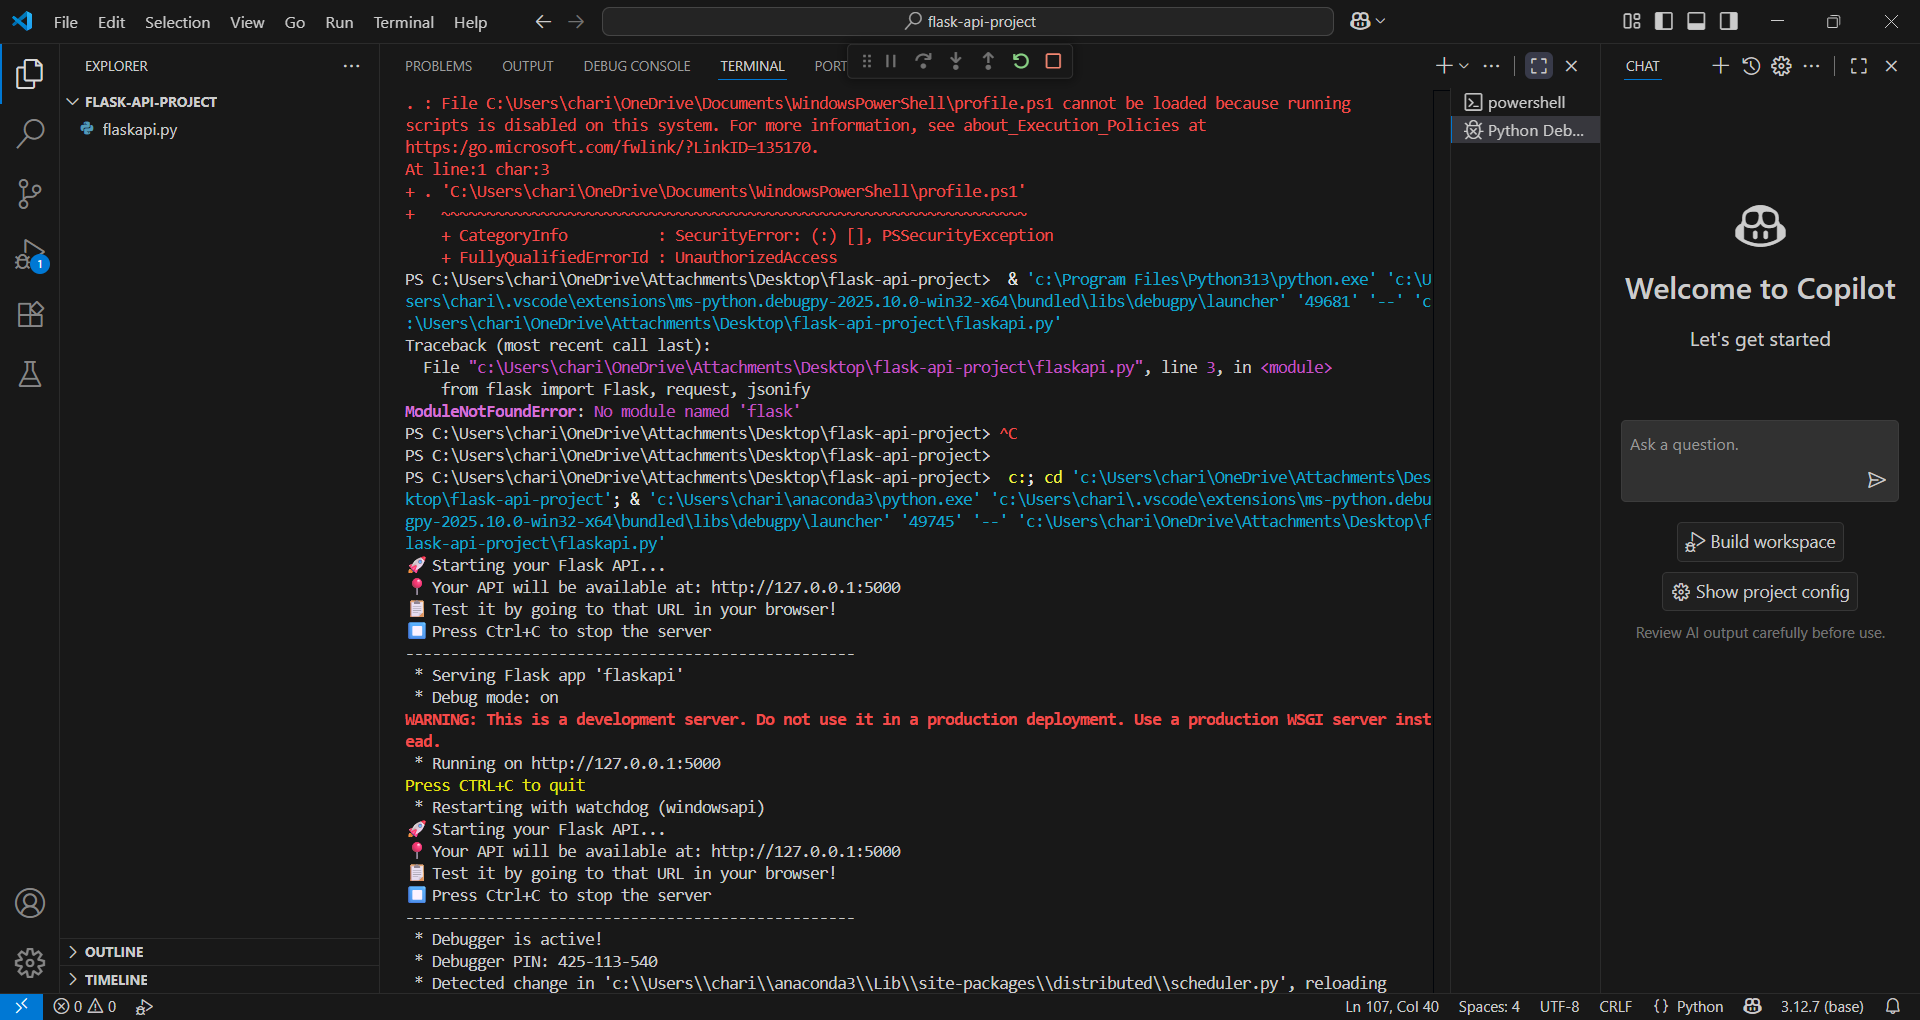 File Edit Selection View Go Run Terminal Help
flask-api-project
EXPLORER
FLASK-API-PROJECT
flaskapi.py
OUTLINE
TIMELINE
PROBLEMS OUTPUT DEBUG CONSOLE TERMINAL PORT
. : File C:\Users\chari\OneDrive\Documents\WindowsPowerShell\profile.ps1 cannot be loaded because running
scripts is disabled on this system. For more information, see about_Execution_Policies at
https:/go.microsoft.com/fwlink/?LinkID=135170.
At line:1 char:3
+ . 'C:\Users\chari\OneDrive\Documents\WindowsPowerShell\profile.ps1'
+   ~~~~~~~~~~~~~~~~~~~~~~~~~~~~~~~~~~~~~~~~~~~~~~~~~~~~~~~~~~~~~~~~~
    + CategoryInfo          : SecurityError: (:) [], PSSecurityException
    + FullyQualifiedErrorId : UnauthorizedAccess
PS C:\Users\chari\OneDrive\Attachments\Desktop\flask-api-project>  & 'c:\Program Files\Python313\python.exe' 'c:\U
sers\chari\.vscode\extensions\ms-python.debugpy-2025.10.0-win32-x64\bundled\libs\debugpy\launcher' '49681' '--' 'c
:\Users\chari\OneDrive\Attachments\Desktop\flask-api-project\flaskapi.py'
Traceback (most recent call last):
  File "c:\Users\chari\OneDrive\Attachments\Desktop\flask-api-project\flaskapi.py", line 3, in <module>
    from flask import Flask, request, jsonify
ModuleNotFoundError: No module named 'flask'
PS C:\Users\chari\OneDrive\Attachments\Desktop\flask-api-project> ^C
PS C:\Users\chari\OneDrive\Attachments\Desktop\flask-api-project>
PS C:\Users\chari\OneDrive\Attachments\Desktop\flask-api-project>  c:; cd 'c:\Users\chari\OneDrive\Attachments\Des
ktop\flask-api-project'; & 'c:\Users\chari\anaconda3\python.exe' 'c:\Users\chari\.vscode\extensions\ms-python.debu
gpy-2025.10.0-win32-x64\bundled\libs\debugpy\launcher' '49745' '--' 'c:\Users\chari\OneDrive\Attachments\Desktop\f
lask-api-project\flaskapi.py'
🚀 Starting your Flask API...
📍 Your API will be available at: http://127.0.0.1:5000
📋 Test it by going to that URL in your browser!
⏹️ Press Ctrl+C to stop the server
--------------------------------------------------
 * Serving Flask app 'flaskapi'
 * Debug mode: on
WARNING: This is a development server. Do not use it in a production deployment. Use a production WSGI server inst
ead.
 * Running on http://127.0.0.1:5000
Press CTRL+C to quit
 * Restarting with watchdog (windowsapi)
🚀 Starting your Flask API...
📍 Your API will be available at: http://127.0.0.1:5000
📋 Test it by going to that URL in your browser!
⏹️ Press Ctrl+C to stop the server
--------------------------------------------------
 * Debugger is active!
 * Debugger PIN: 425-113-540
 * Detected change in 'c:\\Users\\chari\\anaconda3\\Lib\\site-packages\\distributed\\scheduler.py', reloading
powershell
Python Deb...
CHAT
Welcome to Copilot
Let's get started
Ask a question.
Build workspace
Show project config
Review AI output carefully before use.
1
0 0
Ln 107, Col 40 Spaces: 4 UTF-8 CRLF {} Python 3.12.7 (base)